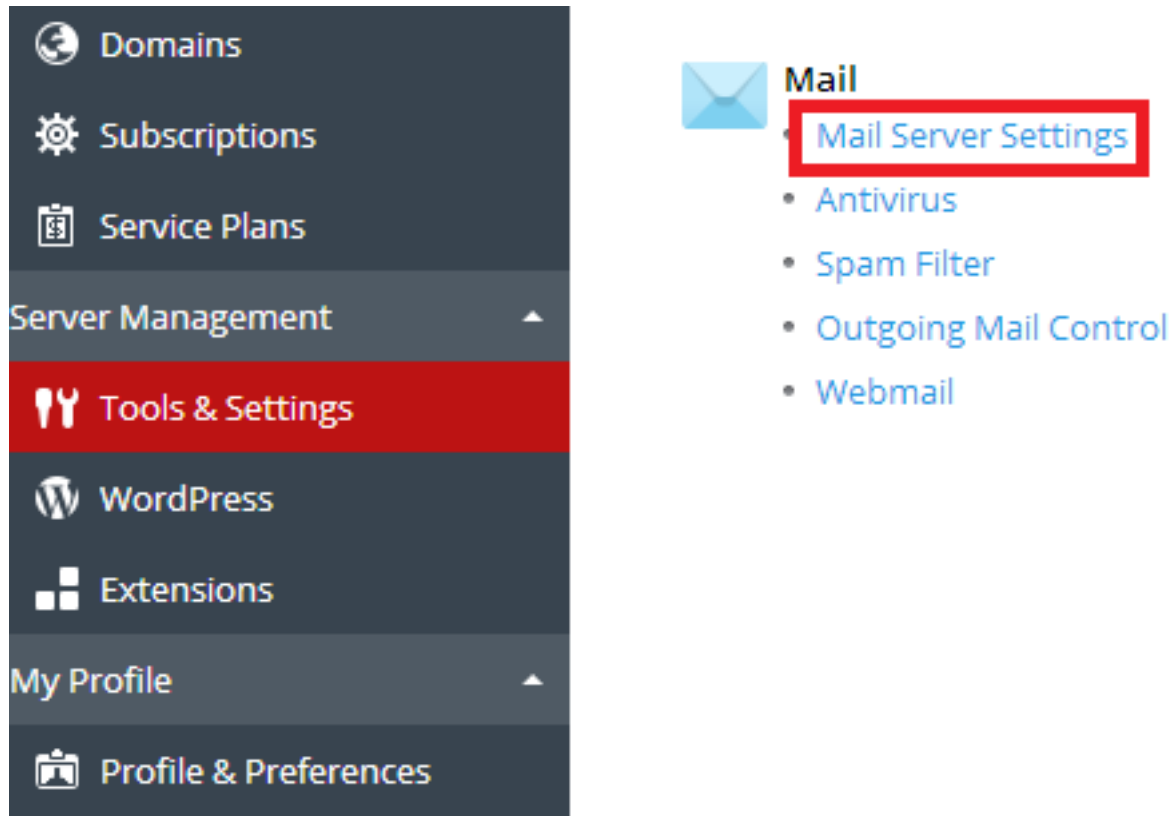 Domains
Subscriptions
Service Plans
Server Management
Tools & Settings
WordPress
Extensions
My Profile
Profile & Preferences
Mail
Mail Server Settings
Antivirus
Spam Filter
Outgoing Mail Control
Webmail